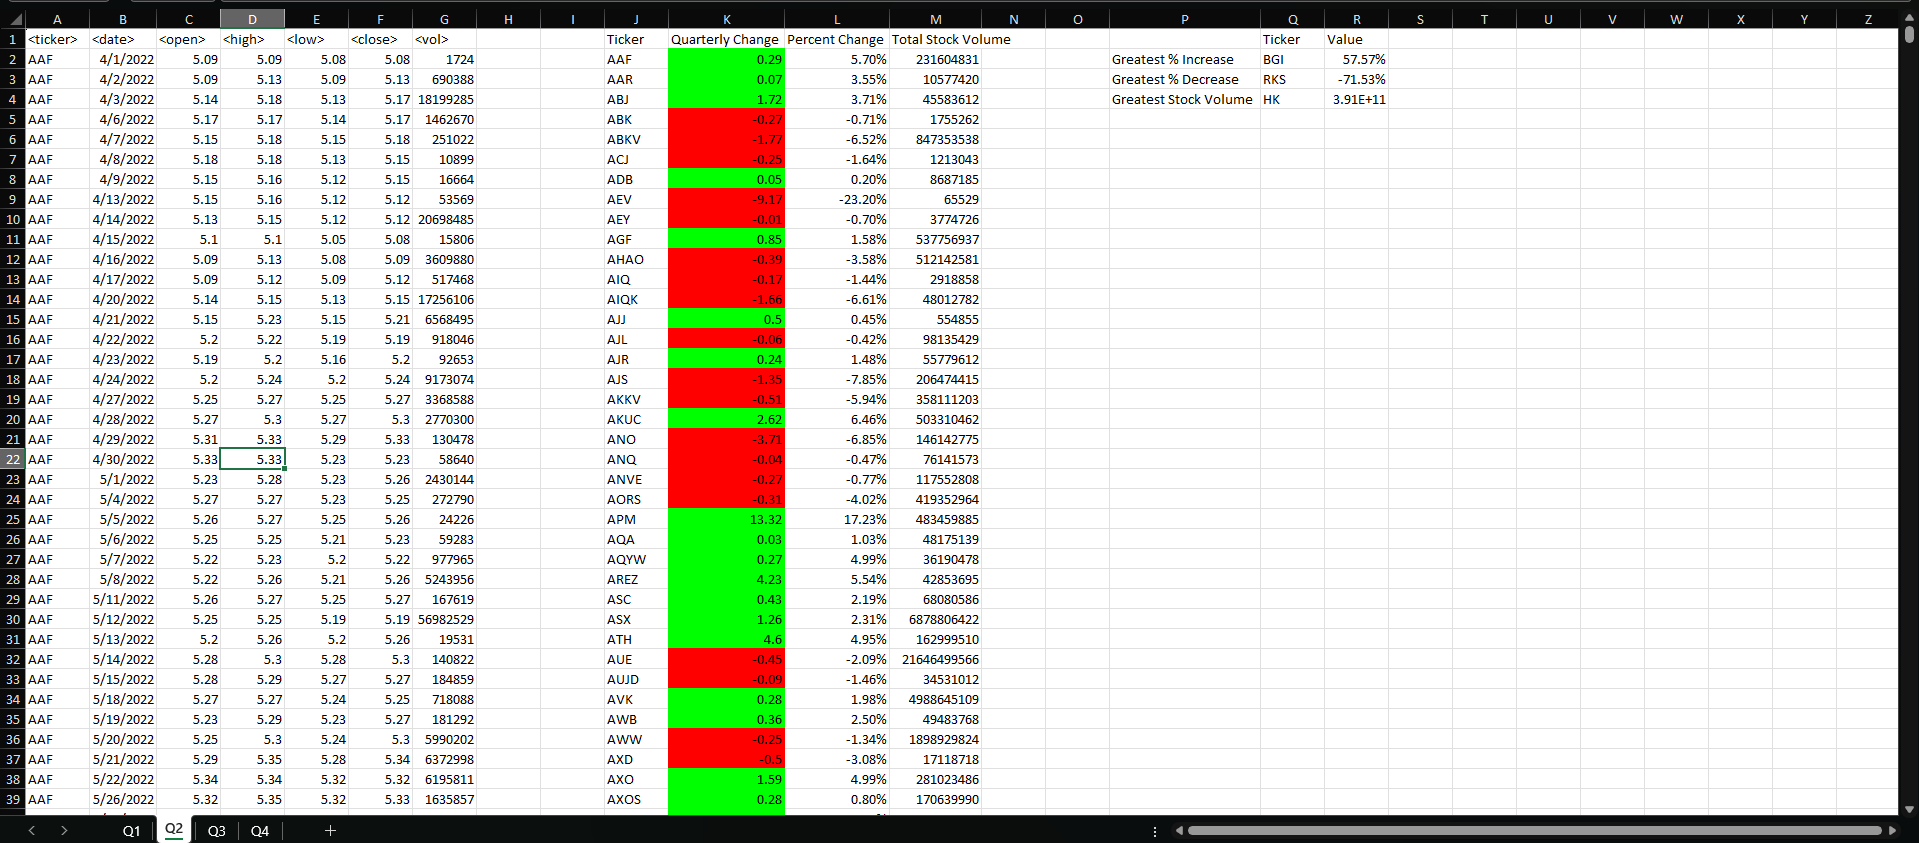 A B C D E F G H I J K L M N O P Q R S T U V W X Y Z
1 <ticker> <date> <open> <high> <low> <close> <vol> Ticker Quarterly Change Percent Change Total Stock Volume Ticker Value
2 AAF 4/1/2022 5.09 5.09 5.08 5.08 1724 AAF 0.29 5.70% 231604831 Greatest % Increase BGI 57.57%
3 AAF 4/2/2022 5.09 5.13 5.09 5.13 690388 AAR 0.07 3.55% 10577420 Greatest % Decrease RKS -71.53%
4 AAF 4/3/2022 5.14 5.18 5.13 5.17 18199285 ABJ 1.72 3.71% 45583612 Greatest Stock Volume HK 3.91E+11
5 AAF 4/6/2022 5.17 5.17 5.14 5.17 1462670 ABK -0.27 -0.71% 1755262
6 AAF 4/7/2022 5.15 5.18 5.15 5.18 251022 ABKV -1.77 -6.52% 847353538
7 AAF 4/8/2022 5.18 5.18 5.13 5.15 10899 ACJ -0.25 -1.64% 1213043
8 AAF 4/9/2022 5.15 5.16 5.12 5.15 16664 ADB 0.05 0.20% 8687185
9 AAF 4/13/2022 5.15 5.16 5.12 5.12 53569 AEV -9.17 -23.20% 65529
10 AAF 4/14/2022 5.13 5.15 5.12 5.12 20698485 AEY -0.01 -0.70% 3774726
11 AAF 4/15/2022 5.1 5.1 5.05 5.08 15806 AGF 0.85 1.58% 537756937
12 AAF 4/16/2022 5.09 5.13 5.08 5.09 3609880 AHAO -0.39 -3.58% 512142581
13 AAF 4/17/2022 5.09 5.12 5.09 5.12 517468 AIQ -0.17 -1.44% 2918858
14 AAF 4/20/2022 5.14 5.15 5.13 5.15 17256106 AIQK -1.66 -6.61% 48012782
15 AAF 4/21/2022 5.15 5.23 5.15 5.21 6568495 AJJ 0.5 0.45% 554855
16 AAF 4/22/2022 5.2 5.22 5.19 5.19 918046 AJL -0.06 -0.42% 98135429
17 AAF 4/23/2022 5.19 5.2 5.16 5.2 92653 AJR 0.24 1.48% 55779612
18 AAF 4/24/2022 5.2 5.24 5.2 5.24 9173074 AJS -1.35 -7.85% 206474415
19 AAF 4/27/2022 5.25 5.27 5.25 5.27 3368588 AKKV -0.51 -5.94% 358111203
20 AAF 4/28/2022 5.27 5.3 5.27 5.3 2770300 AKUC 2.62 6.46% 503310462
21 AAF 4/29/2022 5.31 5.33 5.29 5.33 130478 ANO -3.71 -6.85% 146142775
22 AAF 4/30/2022 5.33 5.33 5.23 5.23 58640 ANQ -0.04 -0.47% 76141573
23 AAF 5/1/2022 5.23 5.28 5.23 5.26 2430144 ANVE -0.27 -0.77% 117552808
24 AAF 5/4/2022 5.27 5.27 5.23 5.25 272790 AORS -0.31 -4.02% 419352964
25 AAF 5/5/2022 5.26 5.27 5.25 5.26 24226 APM 13.32 17.23% 483459885
26 AAF 5/6/2022 5.25 5.25 5.21 5.23 59283 AQA 0.03 1.03% 48175139
27 AAF 5/7/2022 5.22 5.23 5.2 5.22 977965 AQYW 0.27 4.99% 36190478
28 AAF 5/8/2022 5.22 5.26 5.21 5.26 5243956 AREZ 4.23 5.54% 42853695
29 AAF 5/11/2022 5.26 5.27 5.25 5.27 167619 ASC 0.43 2.19% 68080586
30 AAF 5/12/2022 5.25 5.25 5.19 5.19 56982529 ASX 1.26 2.31% 6878806422
31 AAF 5/13/2022 5.2 5.26 5.2 5.26 19531 ATH 4.6 4.95% 162999510
32 AAF 5/14/2022 5.28 5.3 5.28 5.3 140822 AUE -0.45 -2.09% 21646499566
33 AAF 5/15/2022 5.28 5.29 5.27 5.27 184859 AUJD -0.09 -1.46% 34531012
34 AAF 5/18/2022 5.27 5.27 5.24 5.25 718088 AVK 0.28 1.98% 4988645109
35 AAF 5/19/2022 5.23 5.29 5.23 5.27 181292 AWB 0.36 2.50% 49483768
36 AAF 5/20/2022 5.25 5.3 5.24 5.3 5990202 AWW -0.25 -1.34% 1898929824
37 AAF 5/21/2022 5.29 5.35 5.28 5.34 6372998 AXD -0.5 -3.08% 17118718
38 AAF 5/22/2022 5.34 5.34 5.32 5.32 6195811 AXO 1.59 4.99% 281023486
39 AAF 5/26/2022 5.32 5.35 5.32 5.33 1635857 AXOS 0.28 0.80% 170639990
Q1 Q2 Q3 Q4